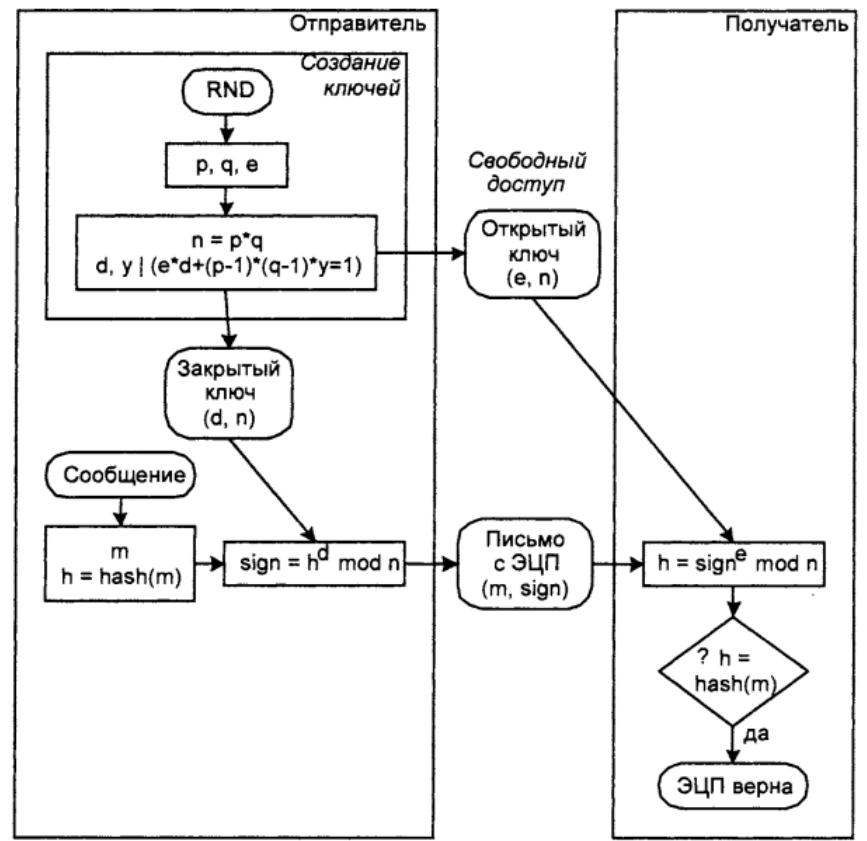 Отправитель
Создание
ключей
RND
p, q, e
n = p*q
d, y | (e*d+(p-1)*(q-1)*y=1)
Закрытый
ключ
(d, n)
Сообщение
m
h = hash(m)
sign = h^d mod n
Свободный
доступ
Открытый
ключ
(e, n)
Письмо
с ЭЦП
(m, sign)
Получатель
h = sign^e mod n
? h =
hash(m)
да
ЭЦП верна